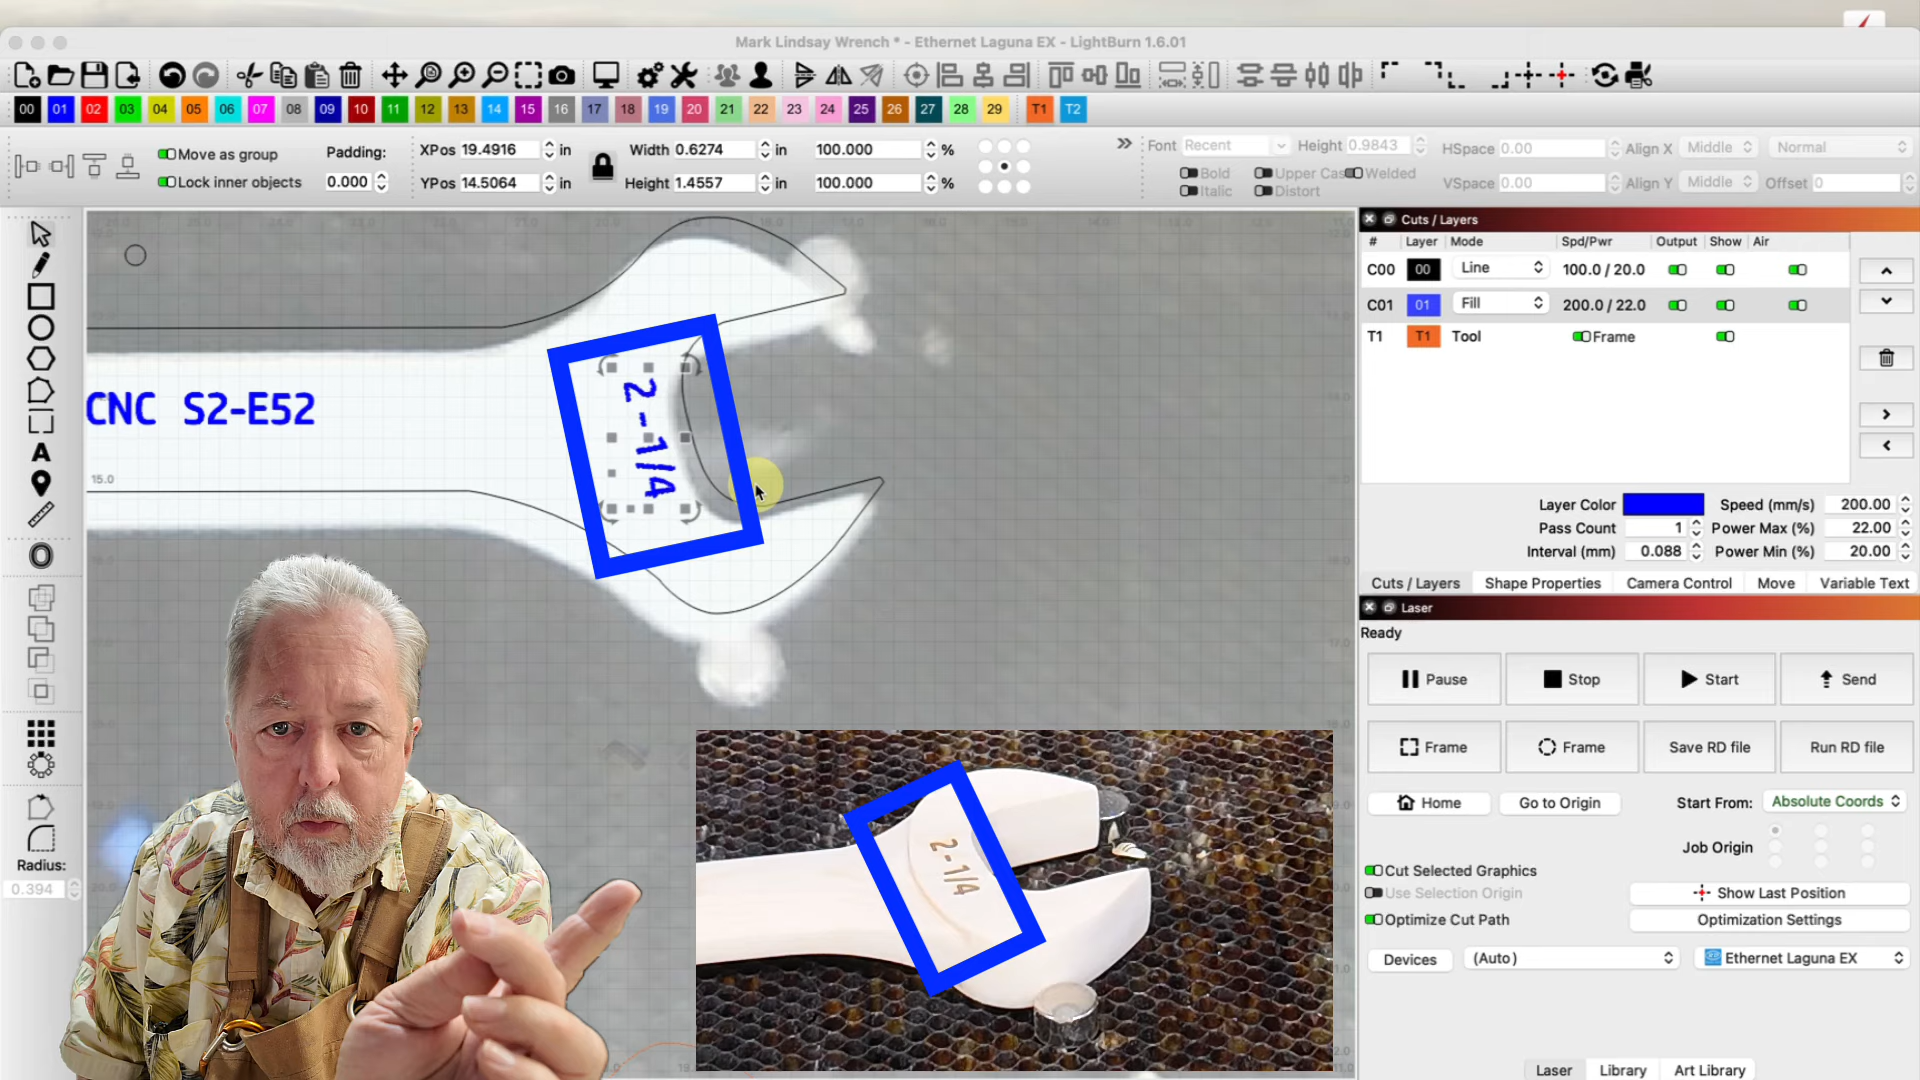 Mark Lindsay Wrench * - Ethernet Laguna EX - LightBurn 1.6.01
00 01 02 03 04 05 06 07 08 09 10 11 12 13 14 15 16 17 18 19 20 21 22 23 24 25 26 27 28 29 T1 T2
Move as group
Lock inner objects
Padding:
0.000
XPos 19.4916 in
YPos 14.5064 in
Width 0.6274 in 100.000 %
Height 1.4557 in 100.000 %
Font Recent
Height 0.9843
Bold Upper Cas Welded
Italic Distort
HSpace 0.00 Align X Middle Normal
VSpace 0.00 Align Y Middle Offset 0
CNC S2-E52
2-1/4
15.0
Radius:
0.394
2-1/4
Cuts / Layers
# Layer Mode Spd/Pwr Output Show Air
C00 00 Line 100.0 / 20.0
C01 01 Fill 200.0 / 22.0
T1 T1 Tool Frame
Layer Color Speed (mm/s) 200.00
Pass Count 1 Power Max (%) 22.00
Interval (mm) 0.088 Power Min (%) 20.00
Cuts / Layers Shape Properties Camera Control Move Variable Text
Laser
Ready
Pause Stop Start Send
Frame Frame Save RD file Run RD file
Home Go to Origin Start From: Absolute Coords
Job Origin
Cut Selected Graphics
Use Selection Origin Show Last Position
Optimize Cut Path Optimization Settings
Devices (Auto) Ethernet Laguna EX
Laser Library Art Library